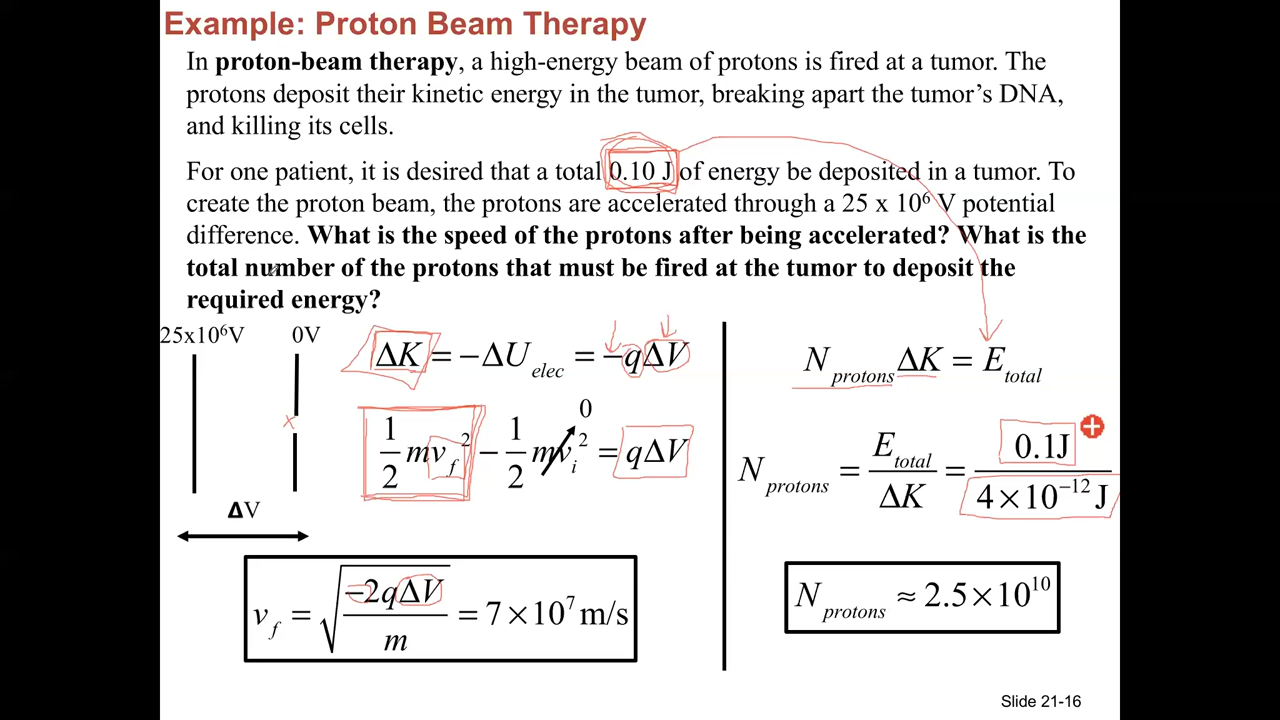 Example: Proton Beam Therapy
In proton-beam therapy, a high-energy beam of protons is fired at a tumor. The
protons deposit their kinetic energy in the tumor, breaking apart the tumor's DNA,
and killing its cells.
For one patient, it is desired that a total 0.10 J of energy be deposited in a tumor. To
create the proton beam, the protons are accelerated through a 25 x 10⁶ V potential
difference. What is the speed of the protons after being accelerated? What is the
total number of the protons that must be fired at the tumor to deposit the
required energy?
25x10⁶V 0V
x
ΔV
ΔK = −ΔU_elec = −qΔV
1/2 mv_f² − 1/2 mv_i² = qΔV
0
v_f = √(−2qΔV/m) = 7×10⁷ m/s
N_protons ΔK = E_total
N_protons = E_total/ΔK = 0.1J/4×10⁻¹² J
N_protons ≈ 2.5×10¹⁰
Slide 21-16